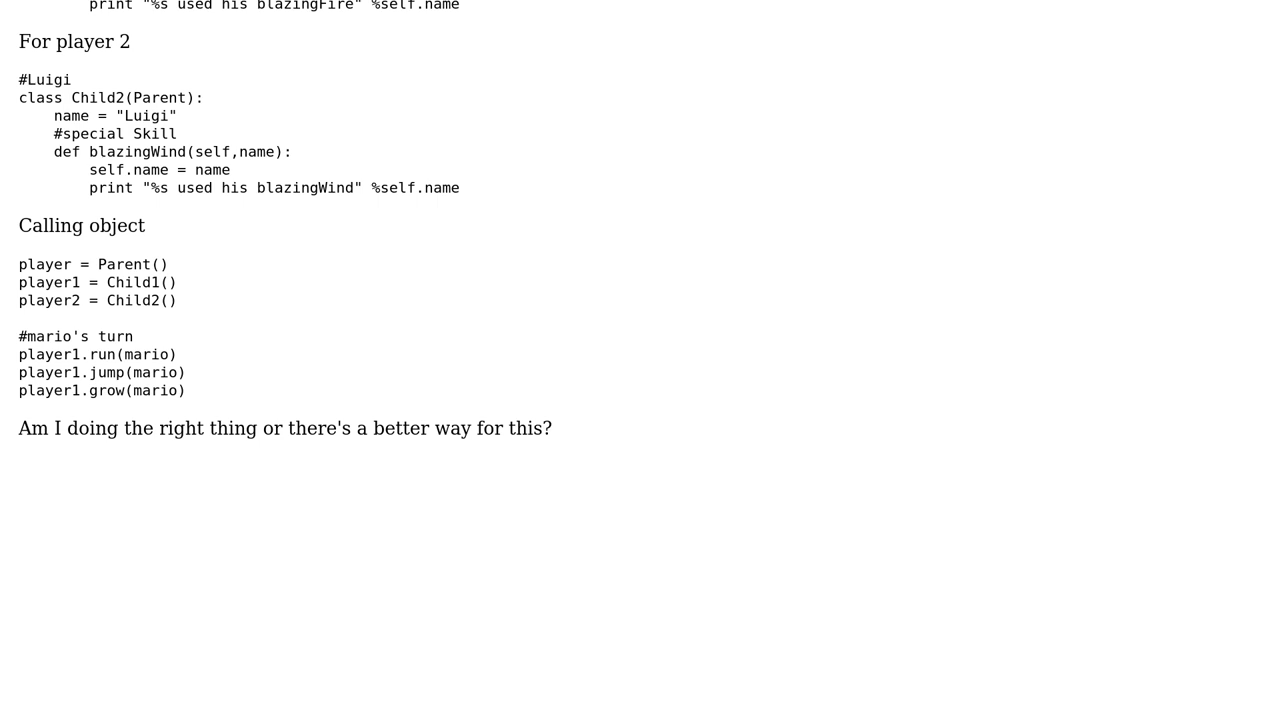 print "%s used his blazingFire" %self.name
For player 2
#Luigi
class Child2(Parent):
    name = "Luigi"
    #special Skill
    def blazingWind(self,name):
        self.name = name
        print "%s used his blazingWind" %self.name
Calling object
player = Parent()
player1 = Child1()
player2 = Child2()
#mario's turn
player1.run(mario)
player1.jump(mario)
player1.grow(mario)
Am I doing the right thing or there's a better way for this?